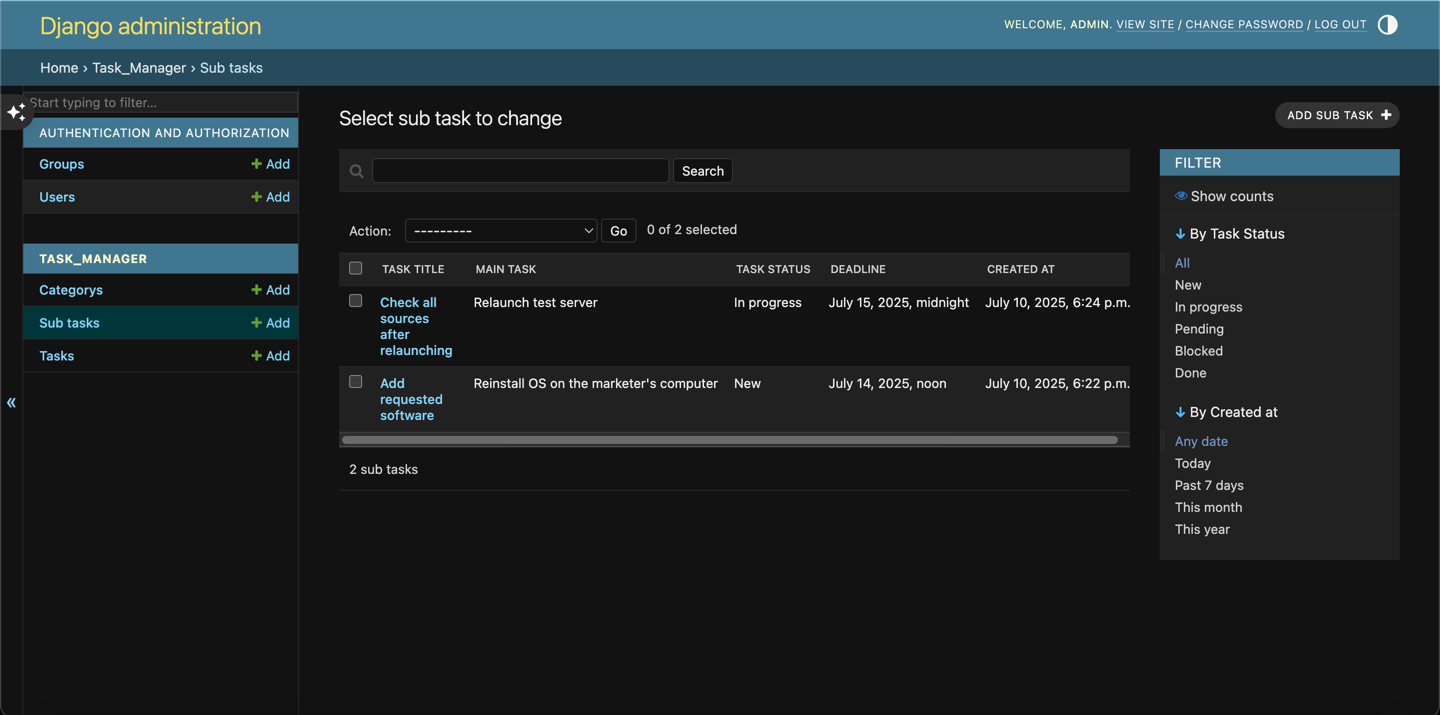 Django administration
WELCOME, ADMIN. VIEW SITE / CHANGE PASSWORD / LOG OUT
Home › Task_Manager › Sub tasks
Start typing to filter...
AUTHENTICATION AND AUTHORIZATION
Groups + Add
Users + Add
TASK_MANAGER
Categorys + Add
Sub tasks + Add
Tasks + Add
«
Select sub task to change
ADD SUB TASK +
Search
Action: --------- Go 0 of 2 selected
TASK TITLE MAIN TASK TASK STATUS DEADLINE CREATED AT
Check all
sources
after
relaunching
Relaunch test server In progress July 15, 2025, midnight July 10, 2025, 6:24 p.m.
Add
requested
software
Reinstall OS on the marketer's computer New July 14, 2025, noon July 10, 2025, 6:22 p.m.
2 sub tasks
FILTER
Show counts
↓ By Task Status
All
New
In progress
Pending
Blocked
Done
↓ By Created at
Any date
Today
Past 7 days
This month
This year